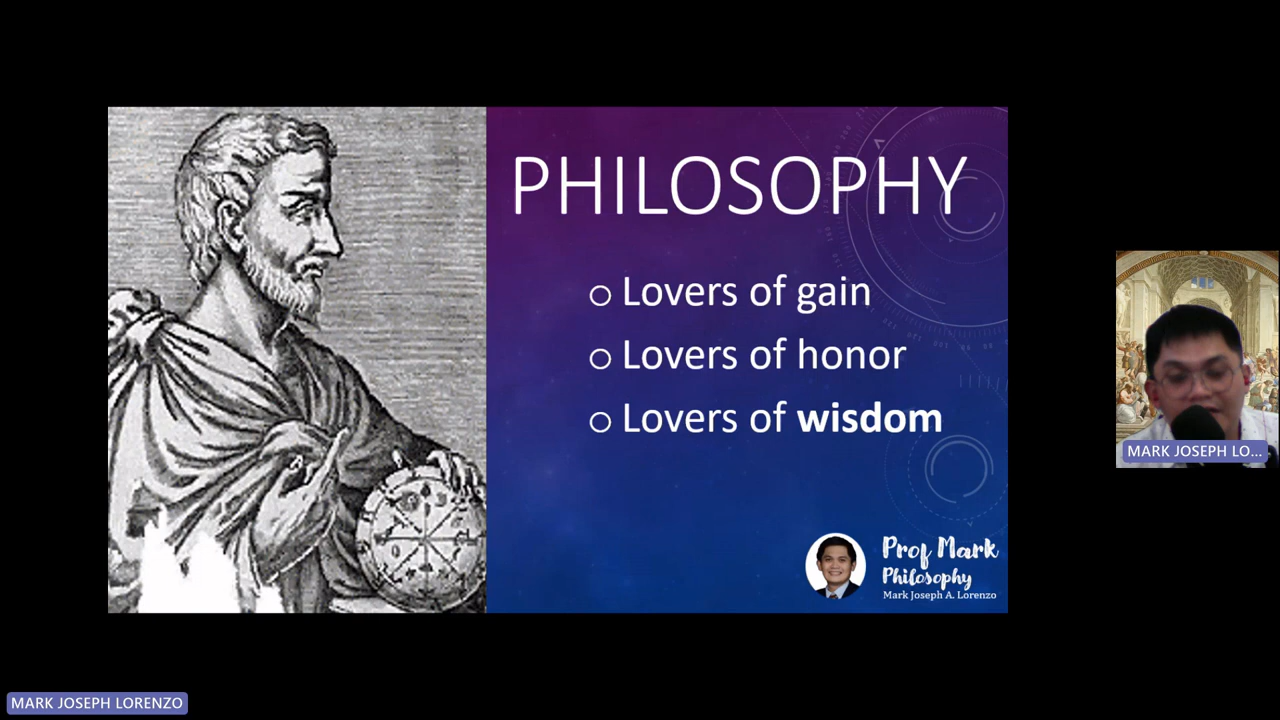 PHILOSOPHY
o Lovers of gain
o Lovers of honor
o Lovers of wisdom
Prof Mark
Philosophy
Mark Joseph A. Lorenzo
MARK JOSEPH LO...
MARK JOSEPH LORENZO